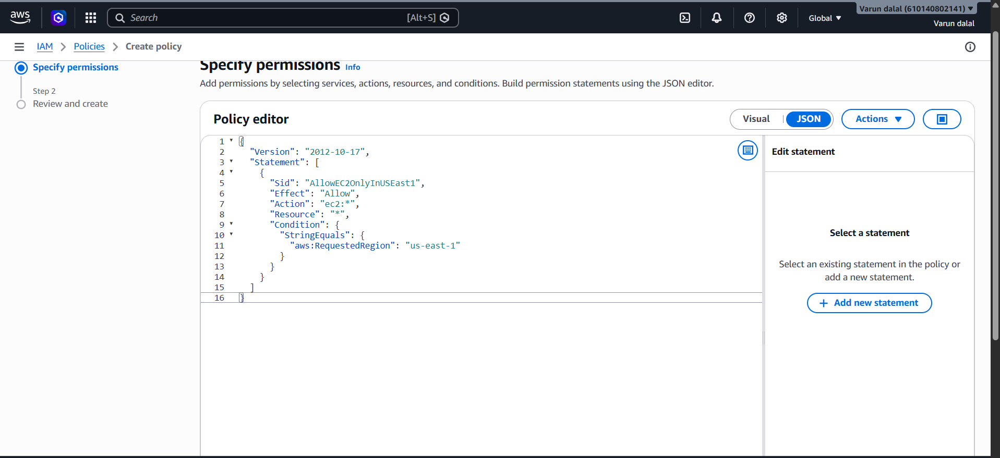 aws
Search [Alt+S]
Global
Varun dalal (610140802141)
Varun dalal
IAM Policies Create policy
Specify permissions
Step 2
Review and create
Specify permissions Info
Add permissions by selecting services, actions, resources, and conditions. Build permission statements using the JSON editor.
Policy editor
Visual JSON Actions
1 {
2 "Version": "2012-10-17",
3 "Statement": [
4 {
5 "Sid": "AllowEC2OnlyInUSEast1",
6 "Effect": "Allow",
7 "Action": "ec2:*",
8 "Resource": "*",
9 "Condition": {
10 "StringEquals": {
11 "aws:RequestedRegion": "us-east-1"
12 }
13 }
14 }
15 ]
16 }
Edit statement
Select a statement
Select an existing statement in the policy or
add a new statement.
+ Add new statement